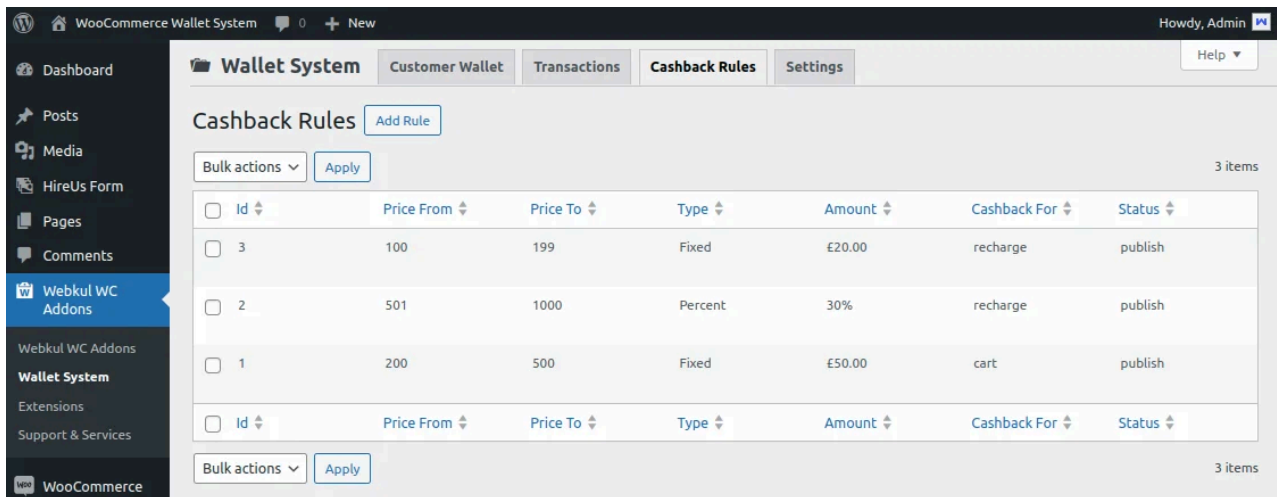 WooCommerce Wallet System 0 New Howdy, Admin
Dashboard
Posts
Media
HireUs Form
Pages
Comments
Webkul WC
Addons
Webkul WC Addons
Wallet System
Extensions
Support & Services
WooCommerce
Wallet System Customer Wallet Transactions Cashback Rules Settings Help
Cashback Rules Add Rule
Bulk actions Apply 3 items
Id Price From Price To Type Amount Cashback For Status
3 100 199 Fixed £20.00 recharge publish
2 501 1000 Percent 30% recharge publish
1 200 500 Fixed £50.00 cart publish
Id Price From Price To Type Amount Cashback For Status
Bulk actions Apply 3 items